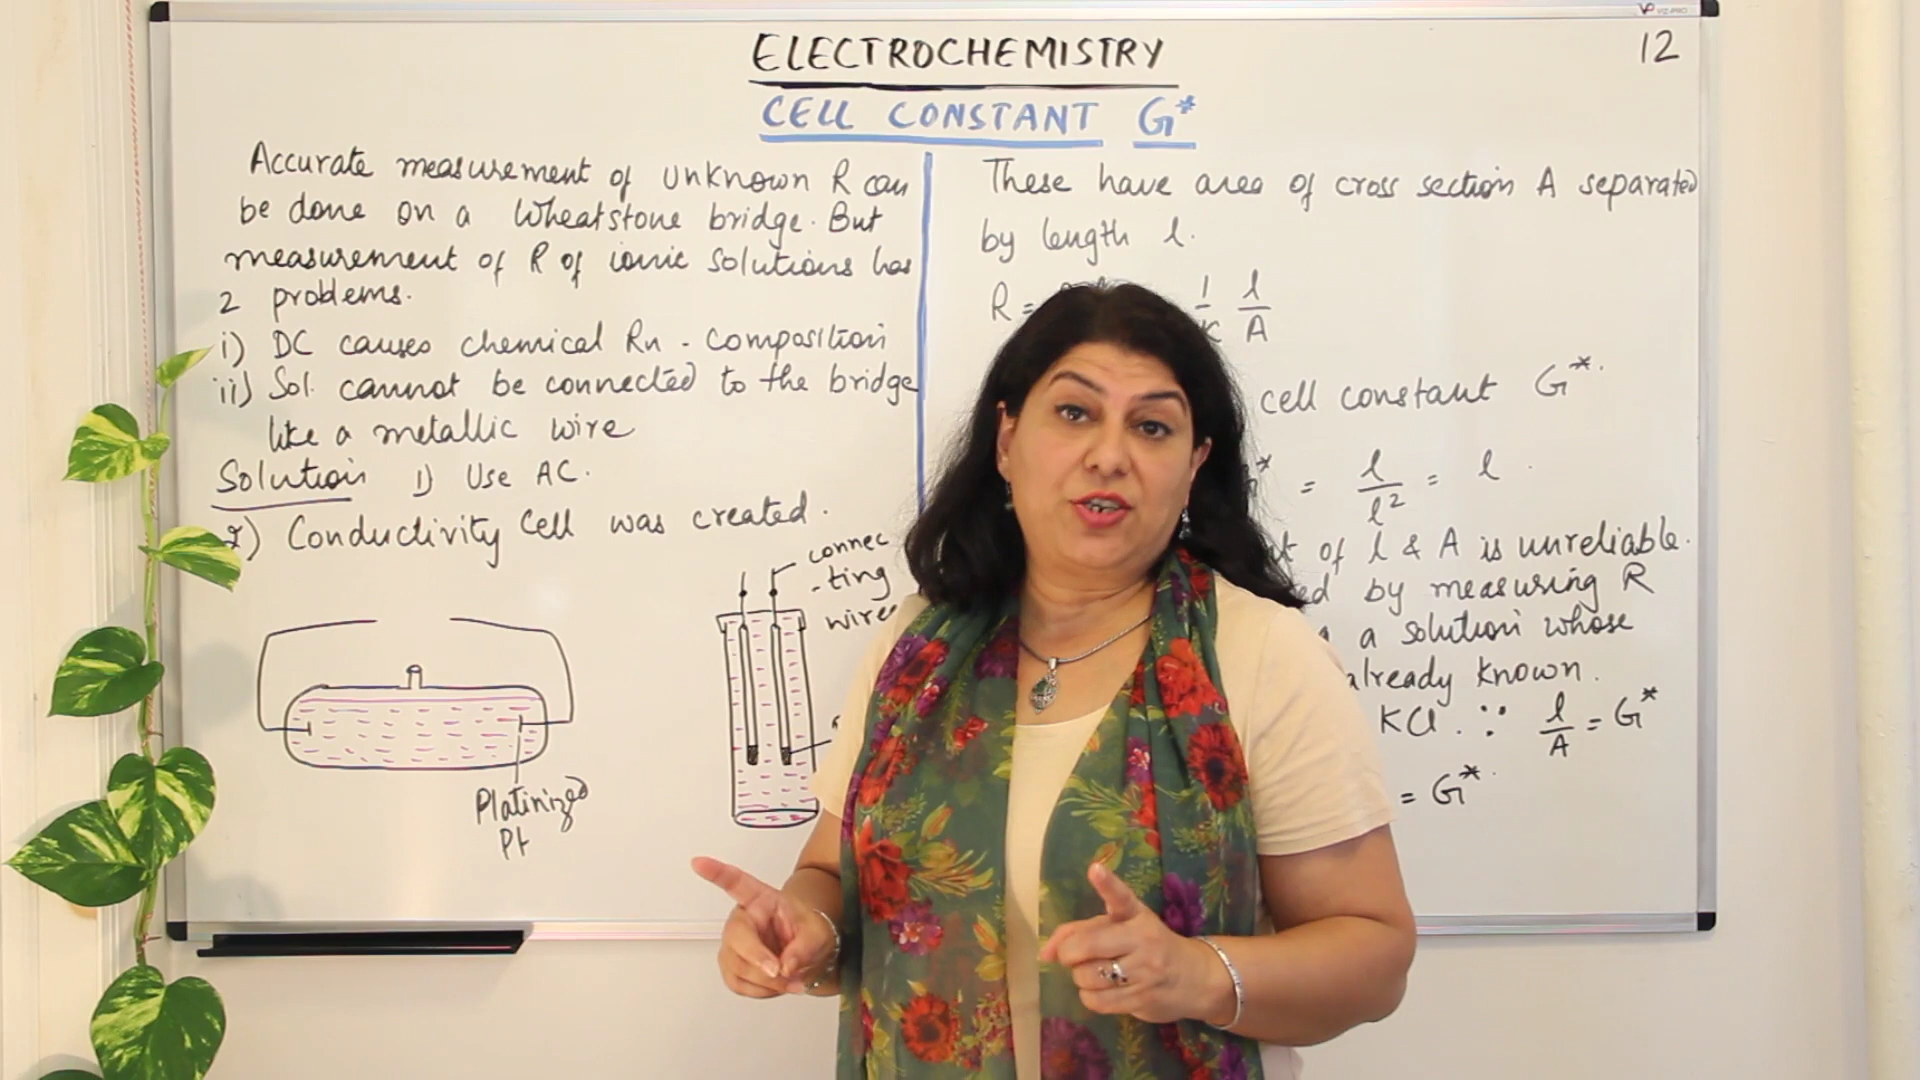 VIZ-PRO
ELECTROCHEMISTRY
12
CELL CONSTANT G*
Accurate measurement of unknown R can
be done on a Wheatstone bridge. But
measurement of R of ionic solutions has
2 problems.
i) DC causes chemical Rn - composition
ii) Sol. cannot be connected to the bridge
like a metallic wire
Solution 1) Use AC.
2) Conductivity Cell was created.
connec
-ting
wire
Platinized
Pt
These have area of cross section A separated
by length l.
R = 1/K l/A
cell constant G*.
* = l/l² = l
of l & A is unreliable.
by measuring R
a solution whose
already known.
KCl ∵ l/A = G*
= G*